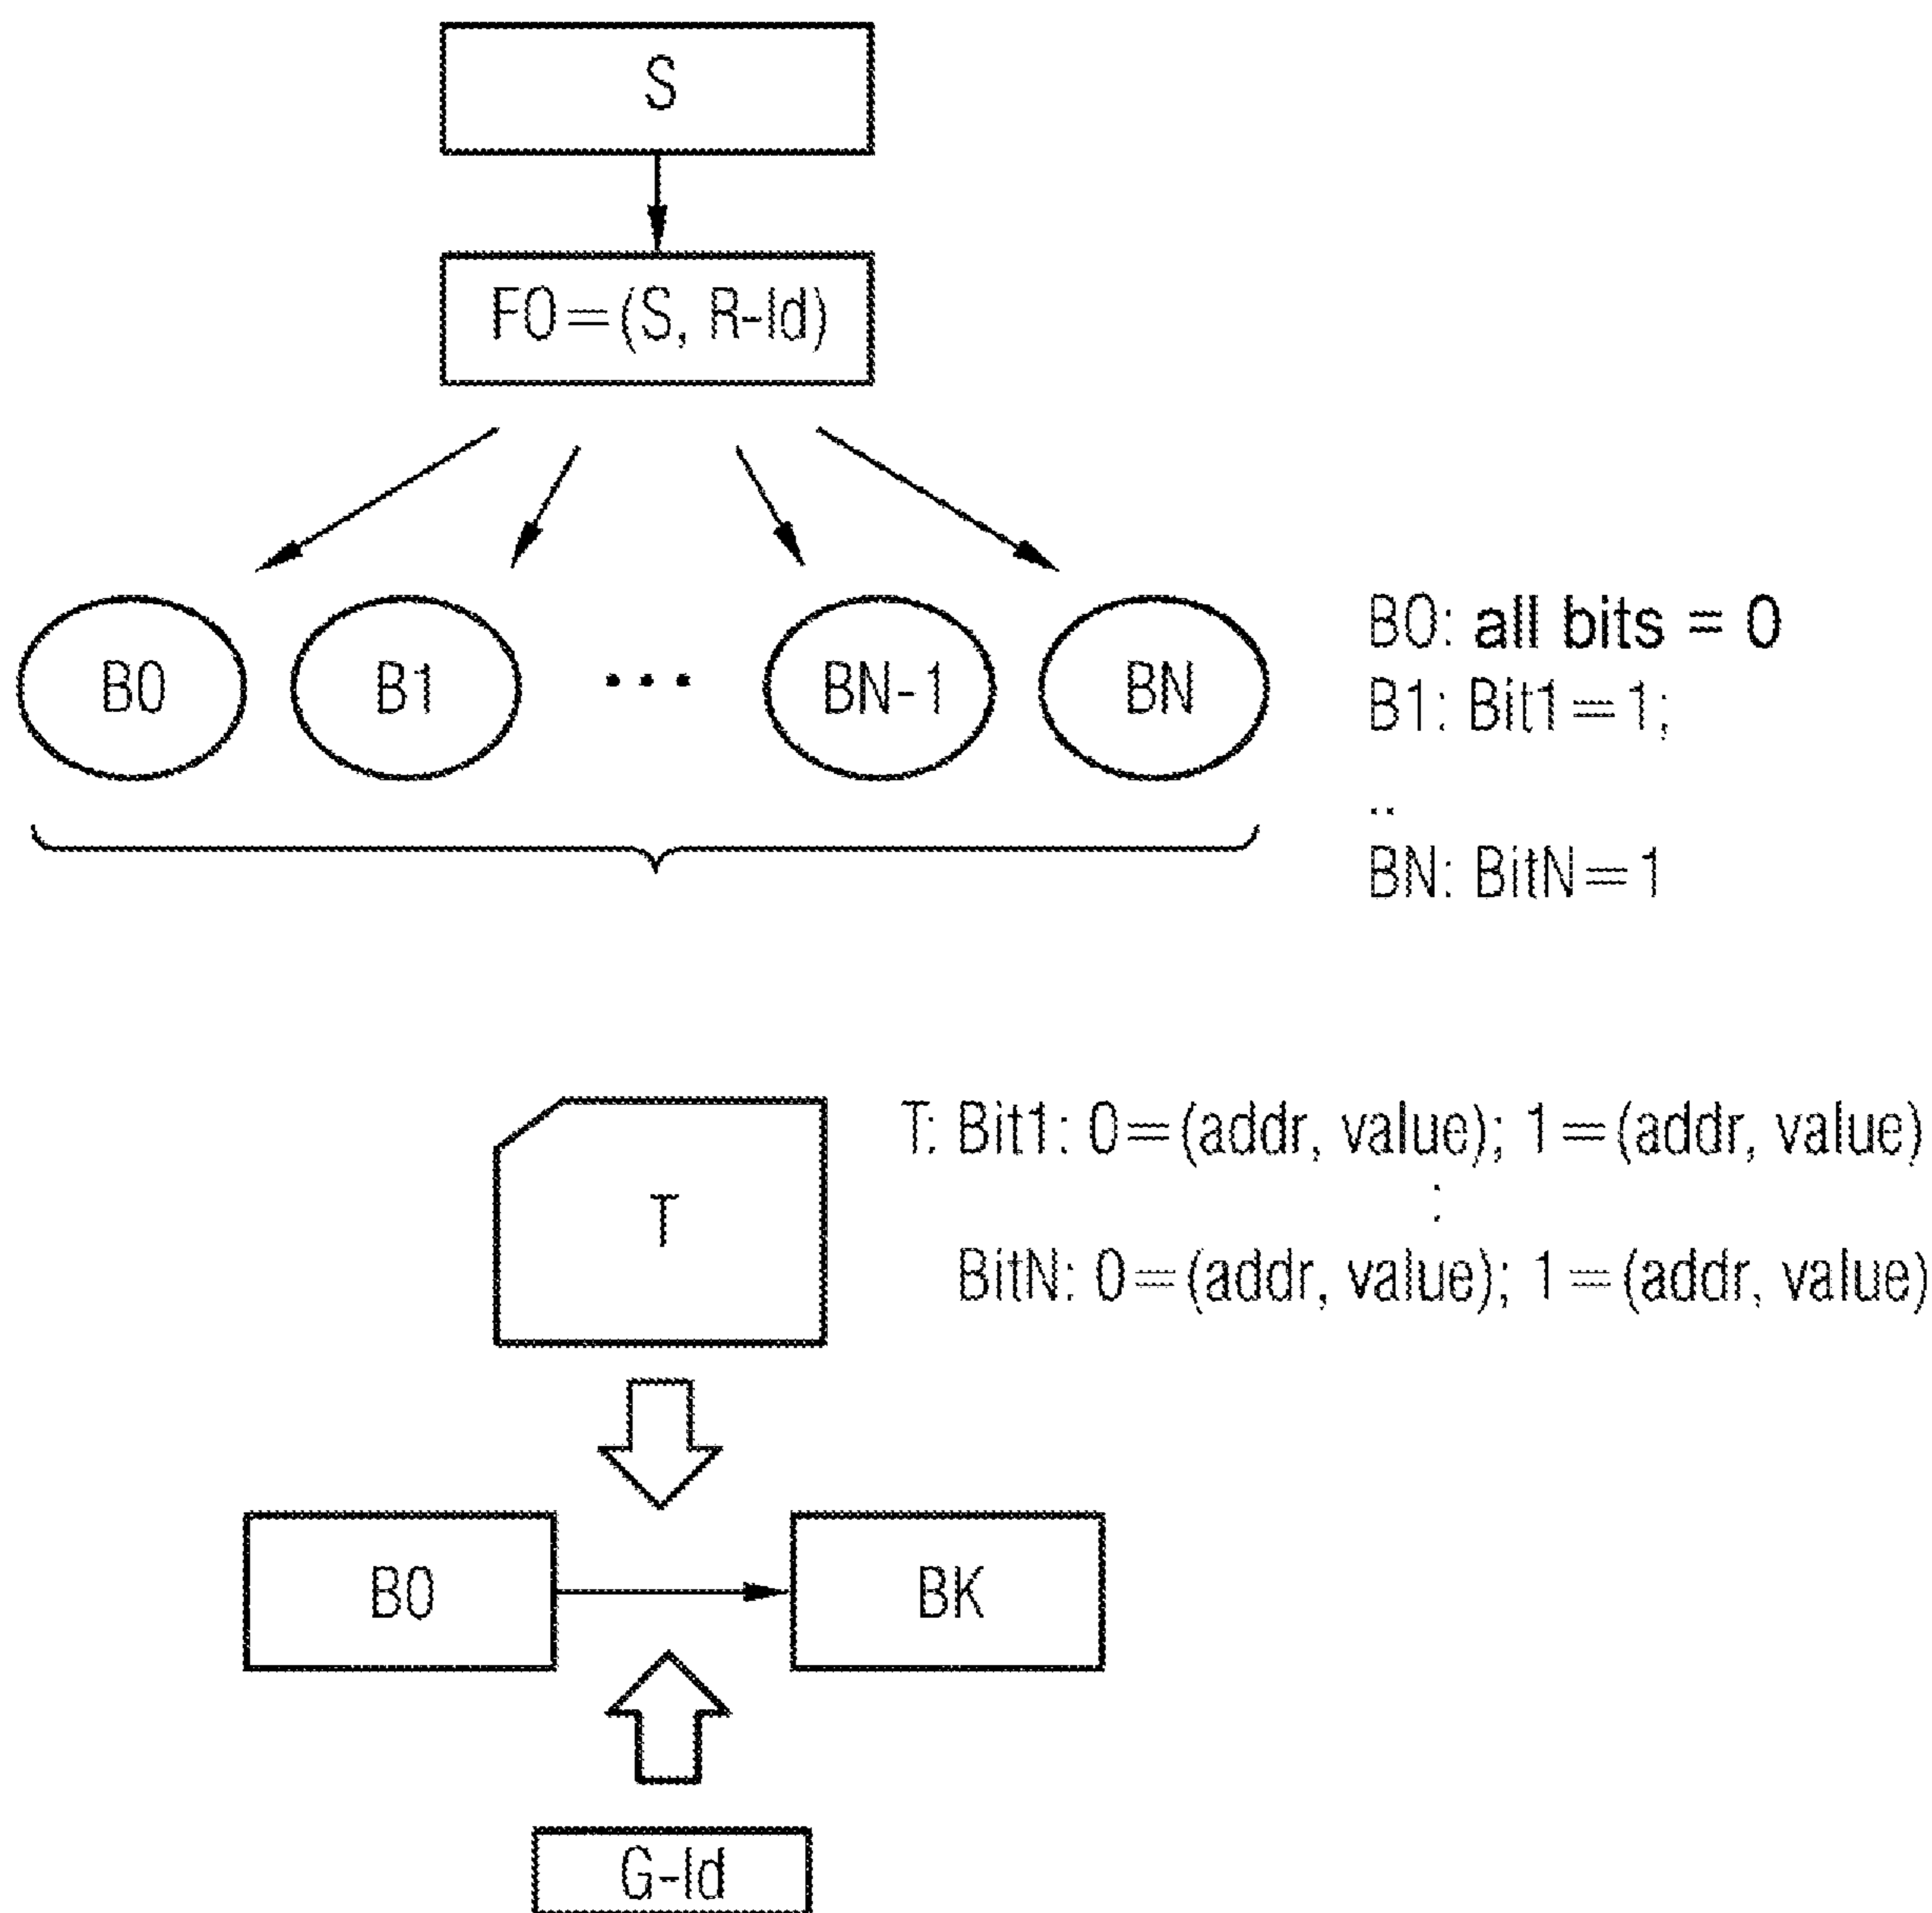 S
F0=(S, R-Id)
B0
B1
...
BN-1
BN
B0: all bits = 0
B1: Bit1=1;
..
BN: BitN=1
T
T: Bit1: 0=(addr, value); 1=(addr, value)
:
BitN: 0=(addr, value); 1=(addr, value)
B0
BK
G-Id